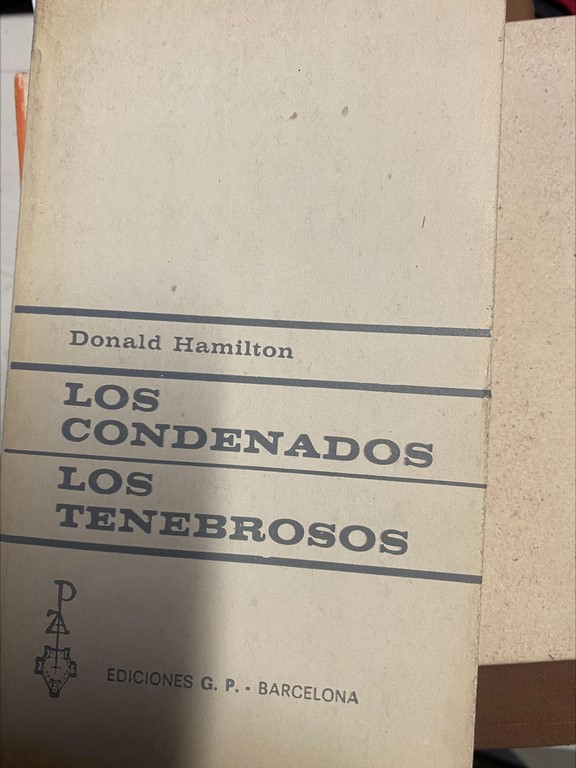 Donald Hamilton
LOS
CONDENADOS
LOS
TENEBROSOS
P
Z
EDICIONES G. P. - BARCELONA